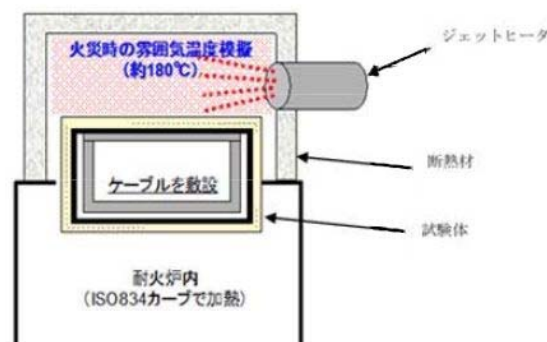 火災時の雰囲気温度模擬
(約180℃)
ジェットヒータ
断熱材
ケーブルを敷設
試験体
耐火炉内
(ISO834カーブで加熱)